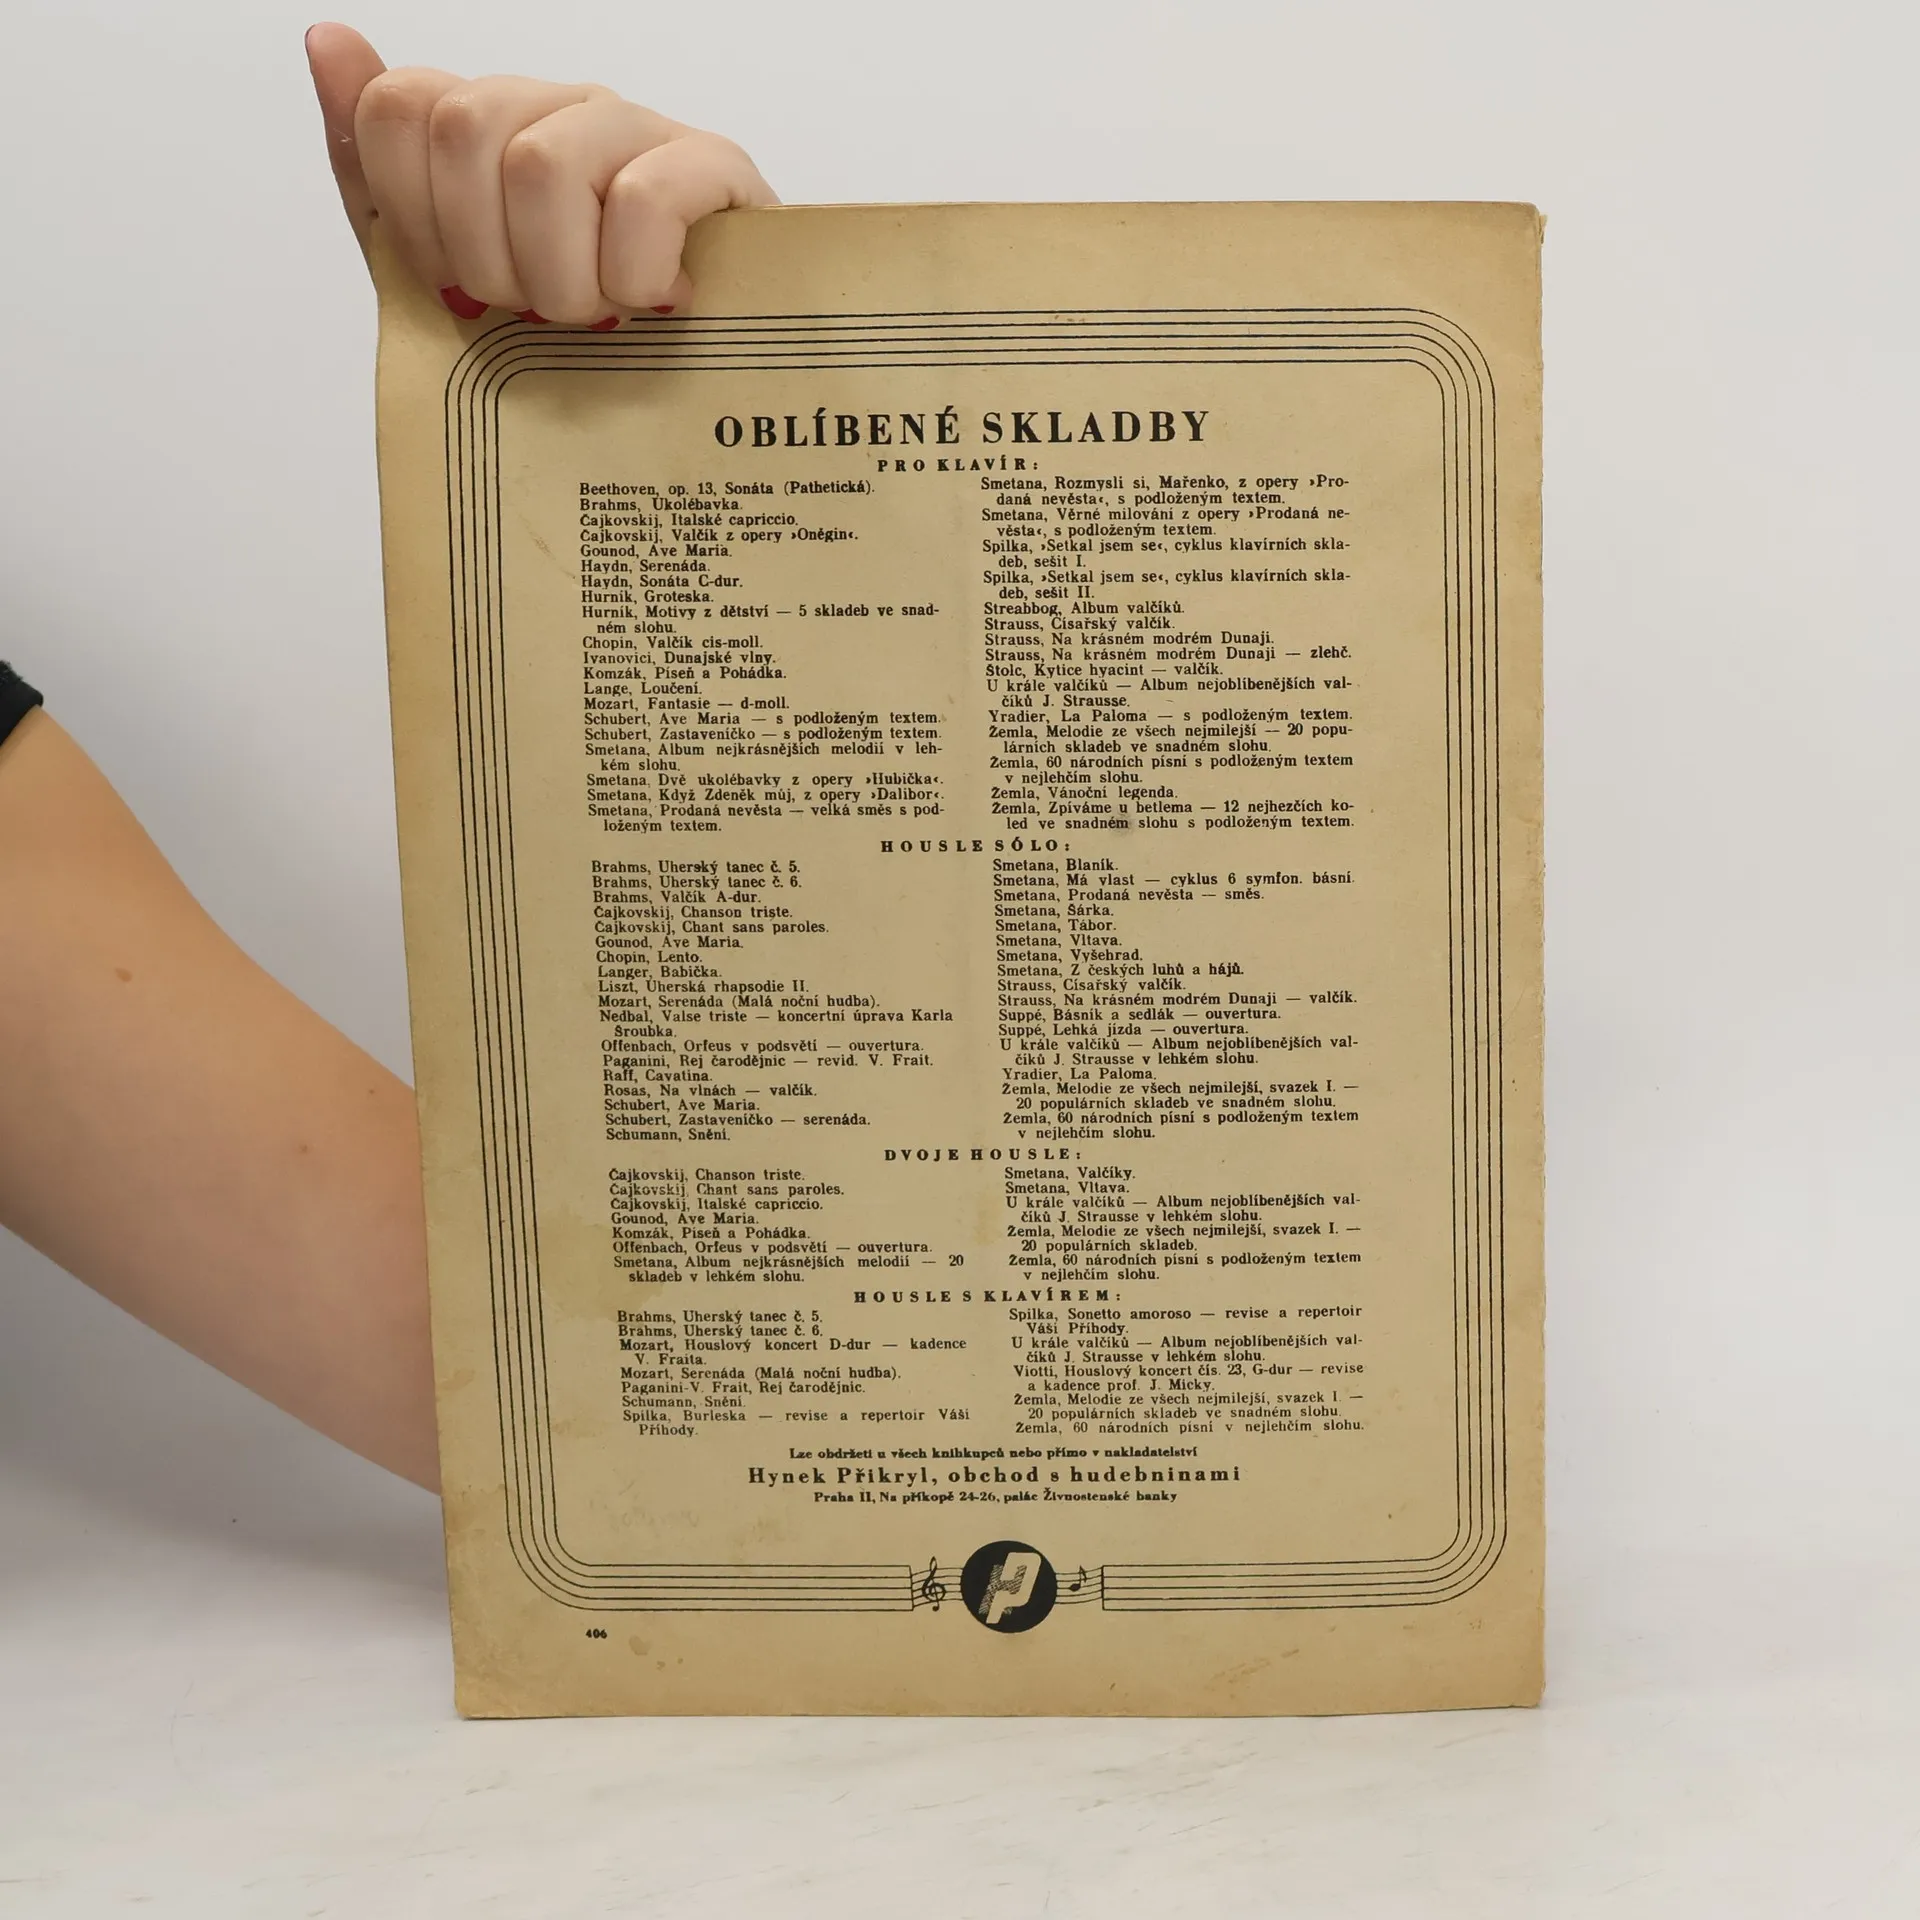 OBLÍBENÉ SKLADBY
PRO KLAVÍR:
Beethoven, op. 13, Sonáta (Pathetická).
Brahms, Ukolébavka.
Čajkovskij, Italské capriccio.
Čajkovskij, Valčík z opery ›Oněgin‹.
Gounod, Ave Maria.
Haydn, Serenáda.
Haydn, Sonáta C-dur.
Hurník, Groteska.
Hurník, Motivy z dětství — 5 skladeb ve snad-
ném slohu.
Chopin, Valčík cis-moll.
Ivanovici, Dunajské vlny.
Komzák, Píseň a Pohádka.
Lange, Loučení.
Mozart, Fantasie — d-moll.
Schubert, Ave Maria — s podloženým textem.
Schubert, Zastaveníčko — s podloženým textem.
Smetana, Album nejkrásnějších melodií v leh-
kém slohu.
Smetana, Dvě ukolébavky z opery ›Hubička‹.
Smetana, Když Zdeněk můj, z opery ›Dalibor‹.
Smetana, Prodaná nevěsta — velká směs s pod-
loženým textem.
Smetana, Rozmysli si, Mařenko, z opery ›Pro-
daná nevěsta‹, s podloženým textem.
Smetana, Věrné milování z opery ›Prodaná ne-
věsta‹, s podloženým textem.
Spilka, ›Setkal jsem se‹, cyklus klavírních skla-
deb, sešit I.
Spilka, ›Setkal jsem se‹, cyklus klavírních skla-
deb, sešit II.
Streabbog, Album valčíků.
Strauss, Císařský valčík.
Strauss, Na krásném modrém Dunaji.
Strauss, Na krásném modrém Dunaji — zlehč.
Štolc, Kytice hyacint — valčík.
U krále valčíků — Album nejoblíbenějších val-
číků J. Strausse.
Yradier, La Paloma — s podloženým textem.
Žemla, Melodie ze všech nejmilejší — 20 popu-
lárních skladeb ve snadném slohu.
Žemla, 60 národních písní s podloženým textem
v nejlehčím slohu.
Žemla, Vánoční legenda.
Žemla, Zpíváme u betlema — 12 nejhezčích ko-
led ve snadném slohu s podloženým textem.
HOUSLE SÓLO:
Brahms, Uherský tanec č. 5.
Brahms, Uherský tanec č. 6.
Brahms, Valčík A-dur.
Čajkovskij, Chanson triste.
Čajkovskij, Chant sans paroles.
Gounod, Ave Maria.
Chopin, Lento.
Langer, Babička.
Liszt, Uherská rhapsodie II.
Mozart, Serenáda (Malá noční hudba).
Nedbal, Valse triste — koncertní úprava Karla
Šroubka.
Offenbach, Orfeus v podsvětí — ouvertura.
Paganini, Rej čarodějnic — revid. V. Frait.
Raff, Cavatina.
Rosas, Na vlnách — valčík.
Schubert, Ave Maria.
Schubert, Zastaveníčko — serenáda.
Schumann, Snění.
Smetana, Blaník.
Smetana, Má vlast — cyklus 6 symfon. básní.
Smetana, Prodaná nevěsta — směs.
Smetana, Šárka.
Smetana, Tábor.
Smetana, Vltava.
Smetana, Vyšehrad.
Smetana, Z českých luhů a hájů.
Strauss, Císařský valčík.
Strauss, Na krásném modrém Dunaji — valčík.
Suppé, Básník a sedlák — ouvertura.
Suppé, Lehká jízda — ouvertura.
U krále valčíků — Album nejoblíbenějších val-
číků J. Strausse v lehkém slohu.
Yradier, La Paloma.
Žemla, Melodie ze všech nejmilejší, svazek I. —
20 populárních skladeb ve snadném slohu.
Žemla, 60 národních písní s podloženým textem
v nejlehčím slohu.
DVOJE HOUSLE:
Čajkovskij, Chanson triste.
Čajkovskij, Chant sans paroles.
Čajkovskij, Italské capriccio.
Gounod, Ave Maria.
Komzák, Píseň a Pohádka.
Offenbach, Orfeus v podsvětí — ouvertura.
Smetana, Album nejkrásnějších melodií — 20
skladeb v lehkém slohu.
Smetana, Valčíky.
Smetana, Vltava.
U krále valčíků — Album nejoblíbenějších val-
číků J. Strausse v lehkém slohu.
Žemla, Melodie ze všech nejmilejší, svazek I. —
20 populárních skladeb.
Žemla, 60 národních písní s podloženým textem
v nejlehčím slohu.
HOUSLE S KLAVÍREM:
Brahms, Uherský tanec č. 5.
Brahms, Uherský tanec č. 6.
Mozart, Houslový koncert D-dur — kadence
V. Fraita.
Mozart, Serenáda (Malá noční hudba).
Paganini-V. Frait, Rej čarodějnic.
Schumann, Snění.
Spilka, Burleska — revise a repertoir Váši
Příhody.
Spilka, Sonetto amoroso — revise a repertoir
Váši Příhody.
U krále valčíků — Album nejoblíbenějších val-
číků J. Strausse v lehkém slohu.
Viotti, Houslový koncert čís. 23, G-dur — revise
a kadence prof. J. Micky.
Žemla, Melodie ze všech nejmilejší, svazek I. —
20 populárních skladeb ve snadném slohu.
Žemla, 60 národních písní v nejlehčím slohu.
Lze obdržeti u všech knihkupců nebo přímo v nakladatelství
Hynek Přikryl, obchod s hudebninami
Praha II, Na příkopě 24-26, palác Živnostenské banky
HP
406